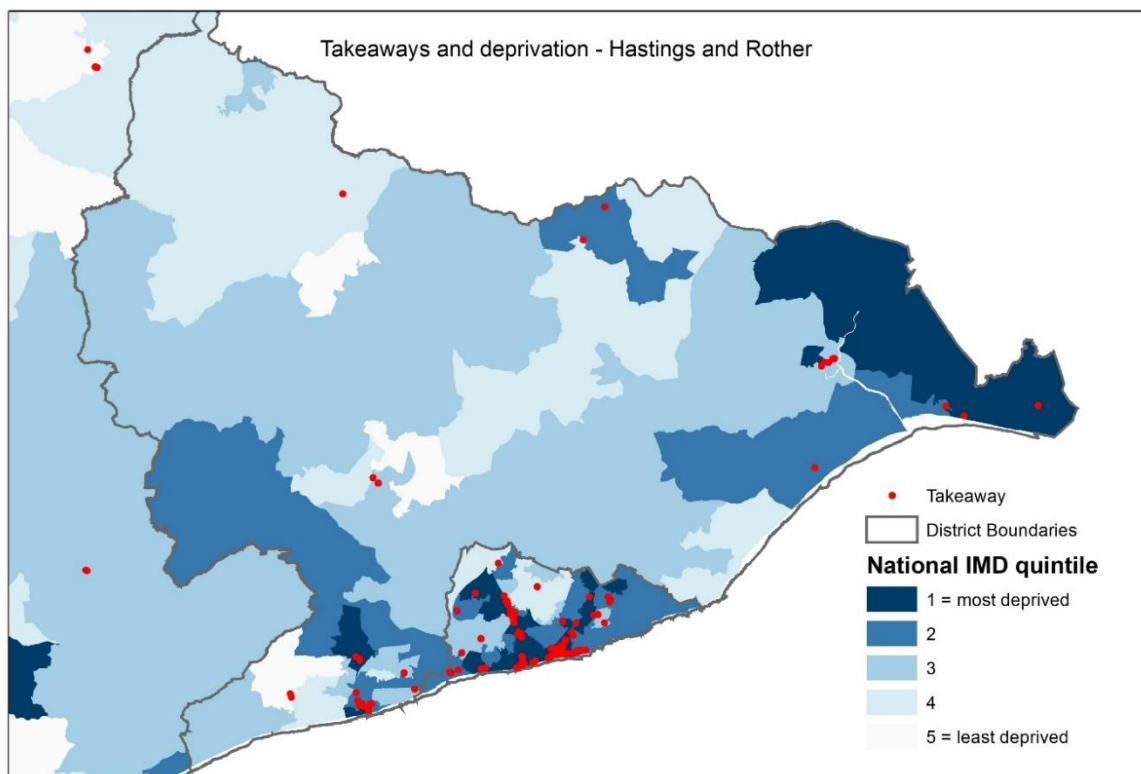 Takeaways and deprivation - Hastings and Rother
Takeaway
District Boundaries
National IMD quintile
1 = most deprived
2
3
4
5 = least deprived